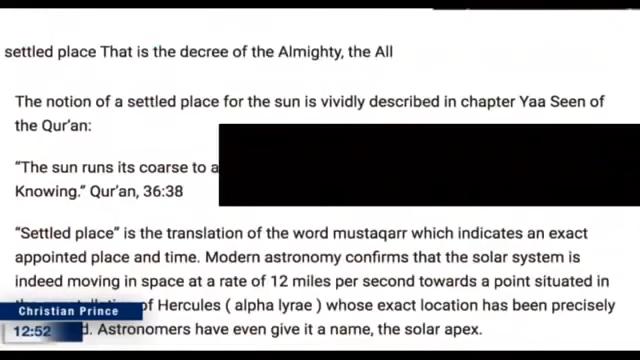 settled place That is the decree of the Almighty, the All
The notion of a settled place for the sun is vividly described in chapter Yaa Seen of
the Qur'an:
“The sun runs its coarse to a
Knowing.” Qur'an, 36:38
“Settled place” is the translation of the word mustaqarr which indicates an exact
appointed place and time. Modern astronomy confirms that the solar system is
indeed moving in space at a rate of 12 miles per second towards a point situated in
of Hercules ( alpha lyrae ) whose exact location has been precisely
Christian Prince
d. Astronomers have even give it a name, the solar apex.
12:52